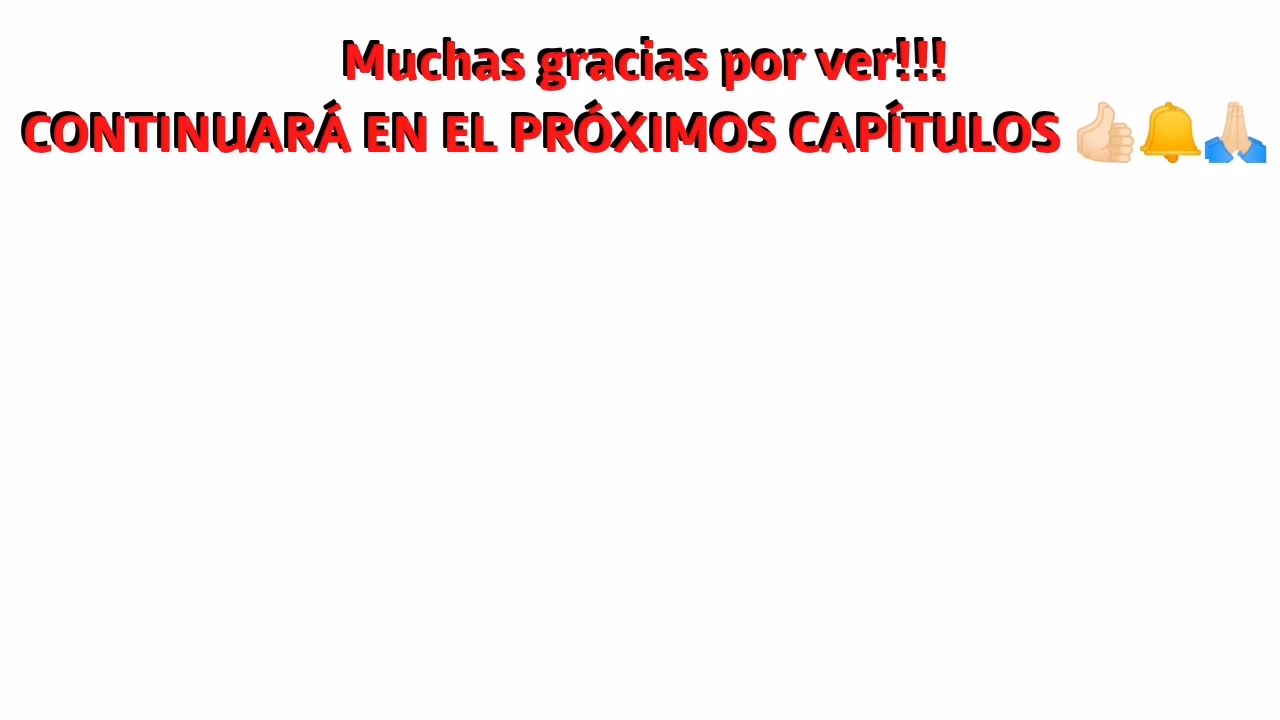 Muchas gracias por ver!!!
CONTINUARÁ EN EL PRÓXIMOS CAPÍTULOS 👍🏻🔔🙏🏻